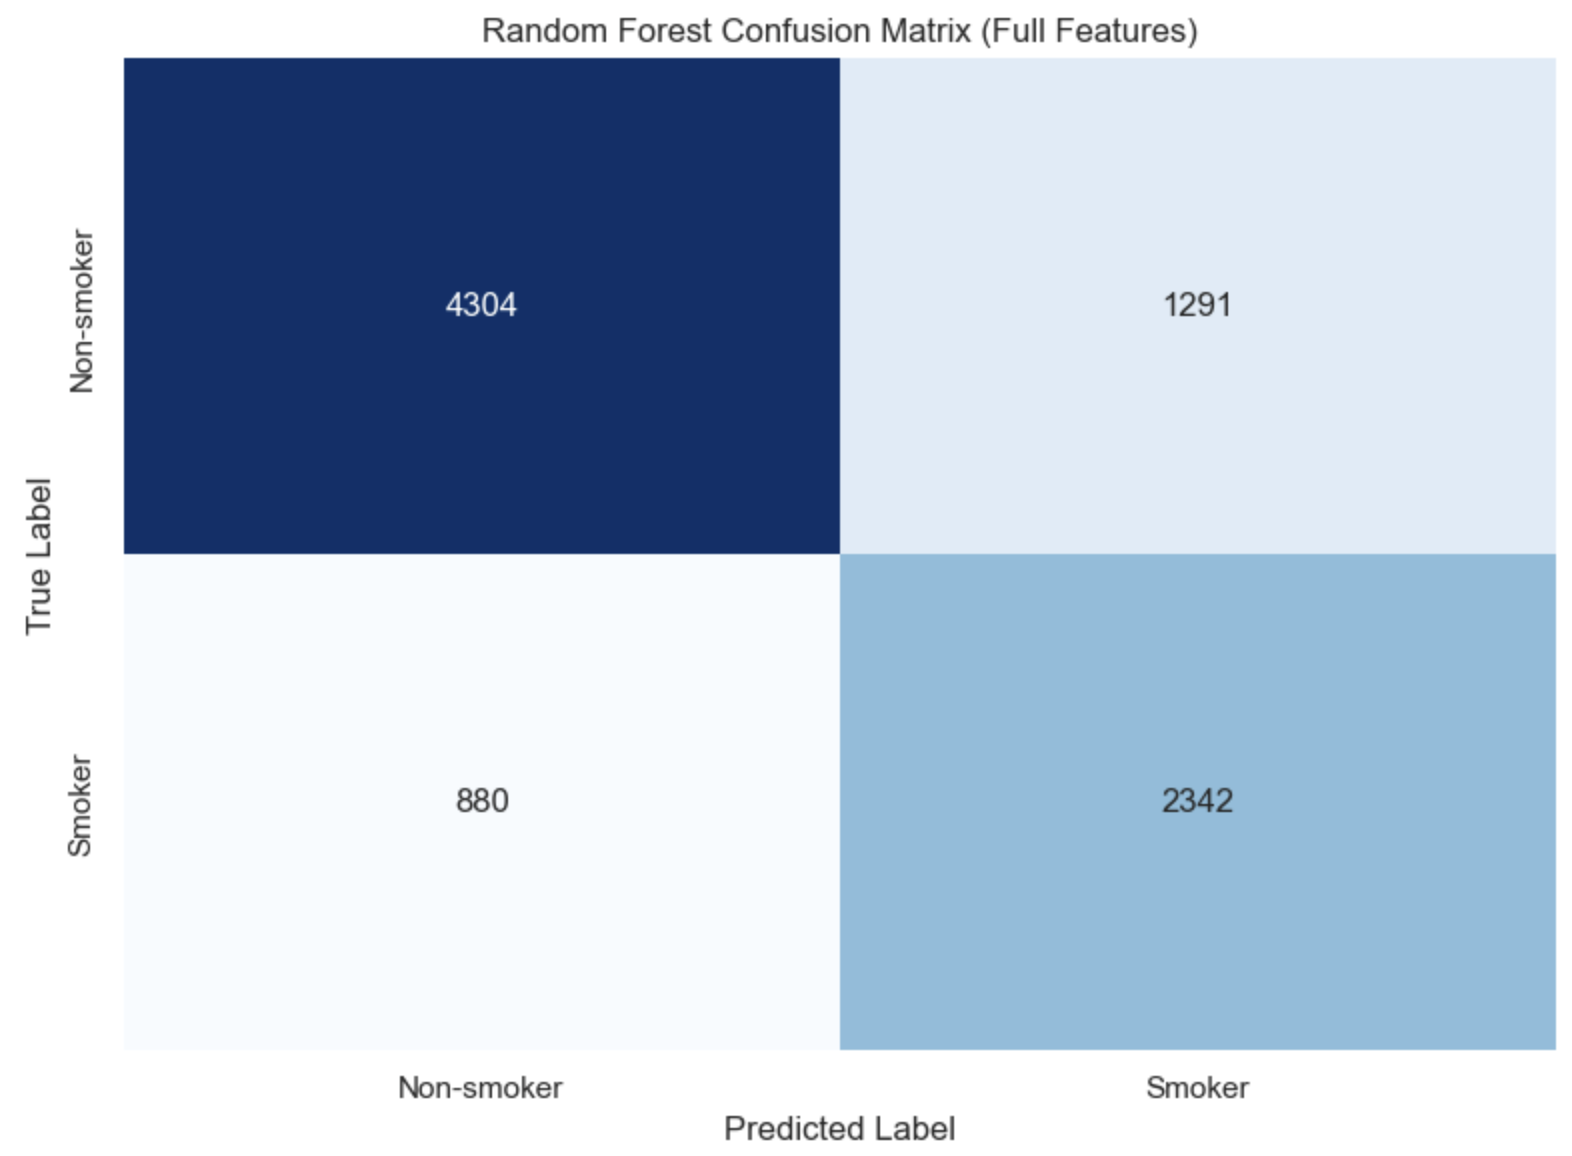 Random Forest Confusion Matrix (Full Features)
True Label
Non-smoker
4304
1291
Smoker
880
2342
Non-smoker
Smoker
Predicted Label